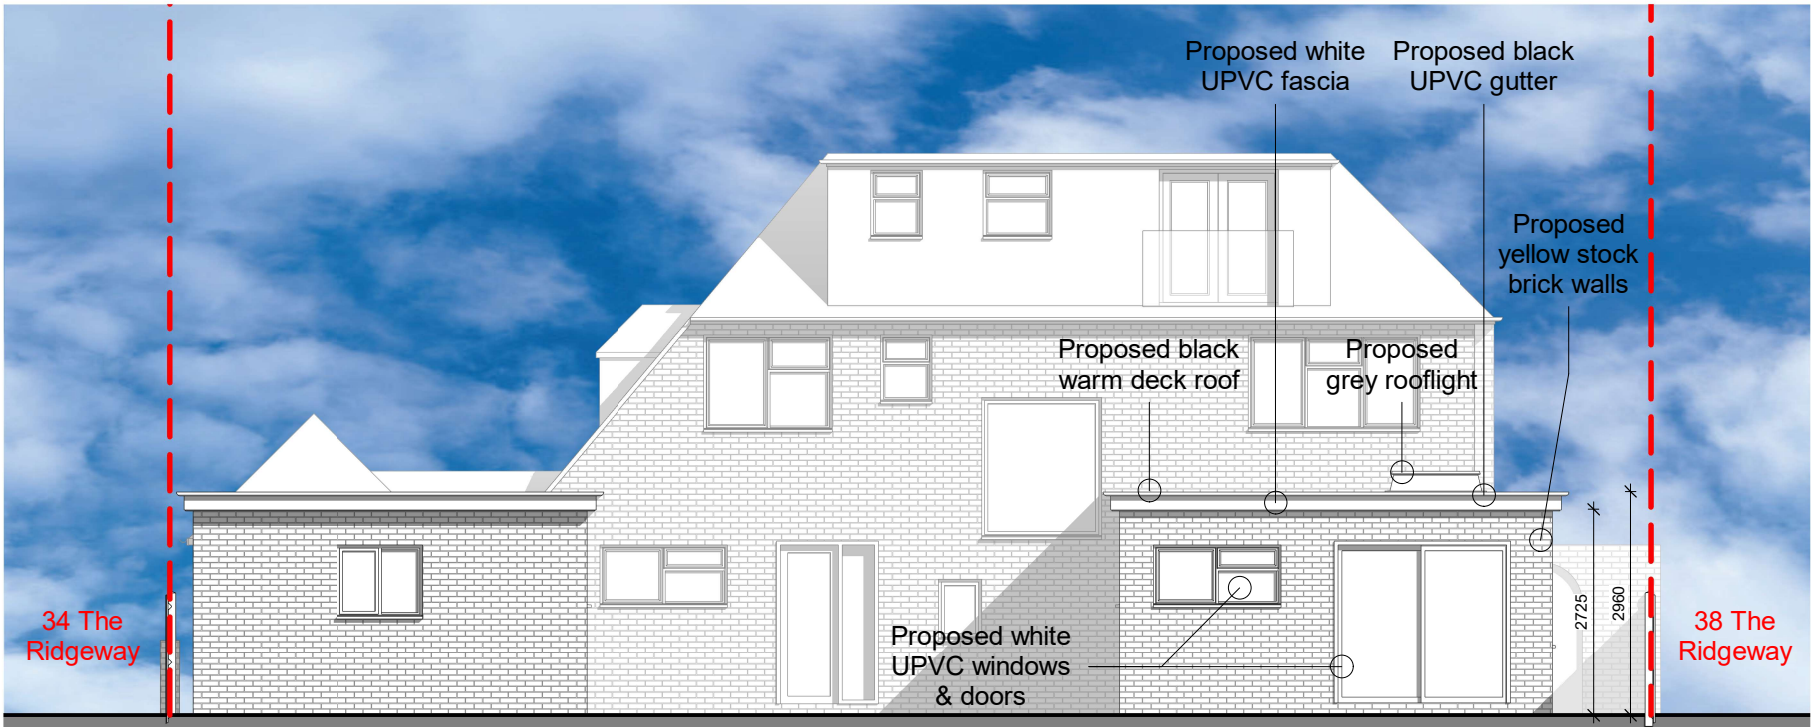 Proposed white
UPVC fascia
Proposed black
UPVC gutter
Proposed
yellow stock
brick walls
Proposed black
warm deck roof
Proposed
grey rooflight
34 The
Ridgeway
Proposed white
UPVC windows
& doors
2725
2960
38 The
Ridgeway